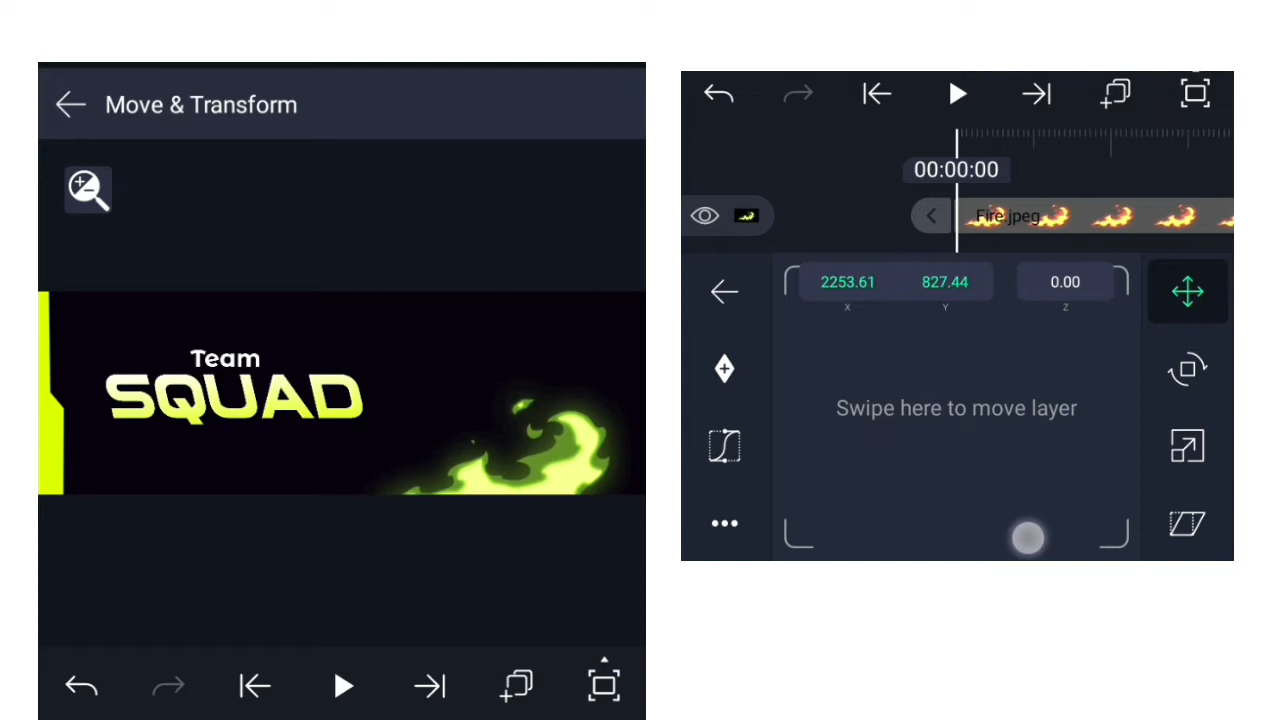 Move & Transform
Team
SQUAD
00:00:00
Fire.jpeg
2253.61 827.44 0.00
X Y Z
Swipe here to move layer